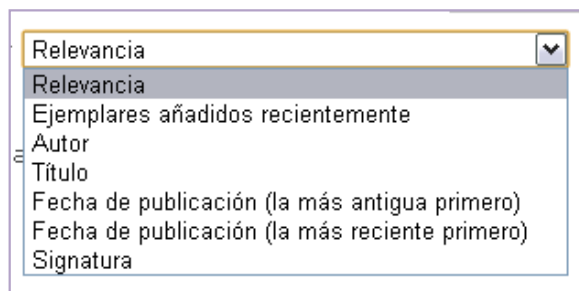 Relevancia
Relevancia
Ejemplares añadidos recientemente
Autor
Título
Fecha de publicación (la más antigua primero)
Fecha de publicación (la más reciente primero)
Signatura